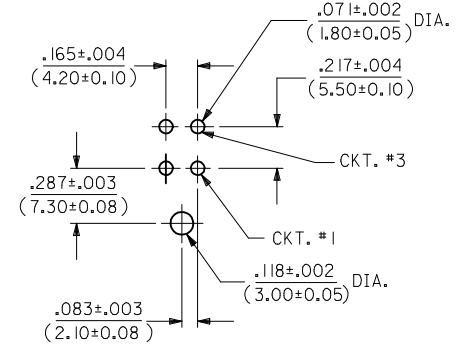 .071±.002
(1.80±0.05) DIA.
.165±.004
(4.20±0.10)
.217±.004
(5.50±0.10)
CKT. #3
.287±.003
(7.30±0.08)
CKT. #1
.118±.002
(3.00±0.05) DIA.
.083±.003
(2.10±0.08)